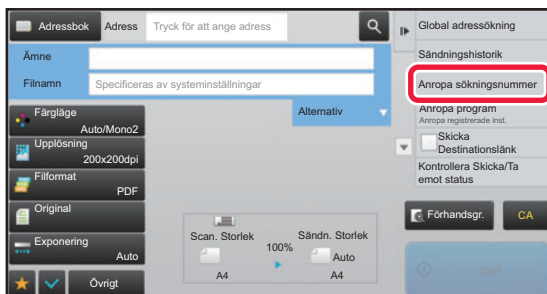 Adressbok
Adress
Tryck för att ange adress
Ämne
Filnamn
Specificeras av systeminställningar
Färgläge
Auto/Mono2
Upplösning
200x200dpi
Filformat
PDF
Original
Exponering
Auto
Övrigt
Alternativ
Scan. Storlek
A4
100%
Sändn. Storlek
Auto
A4
Global adressökning
Sändningshistorik
Anropa sökningsnummer
Anropa program
Anropa registrerade inst.
Skicka
Destinationslänk
Kontrollera Skicka/Ta
emot status
Förhandsgr.
CA
Start